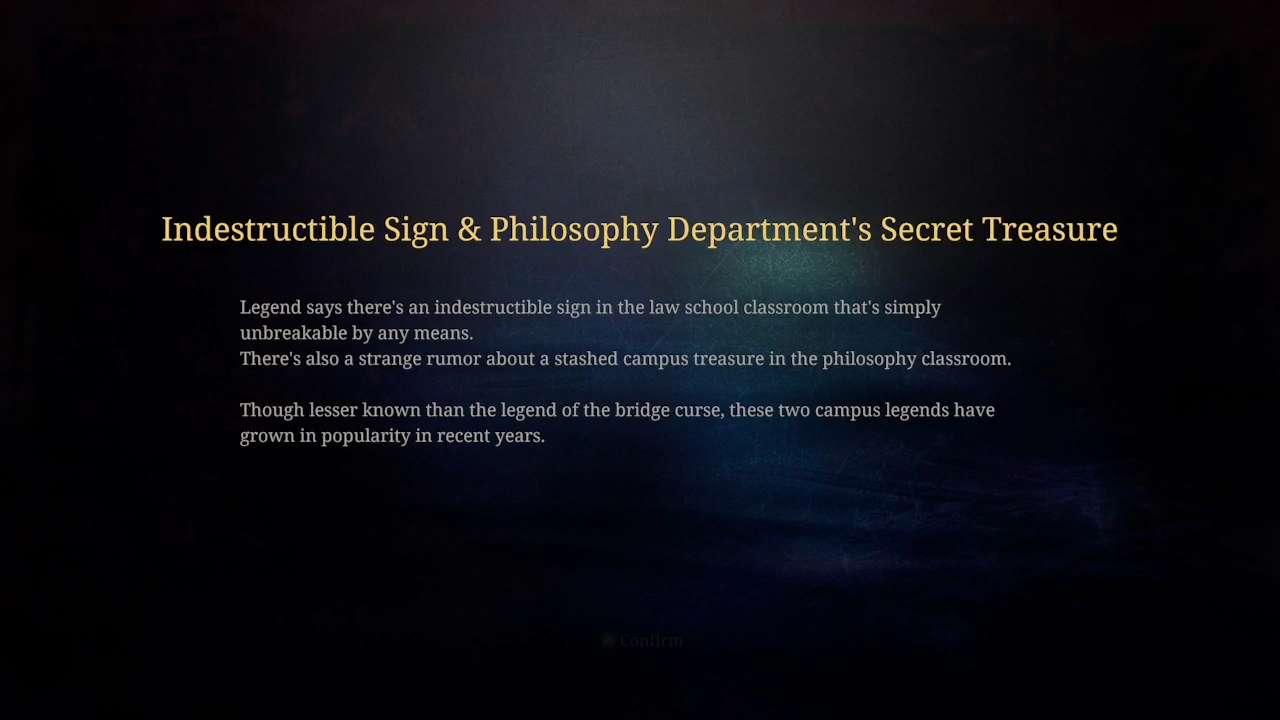 Indestructible Sign & Philosophy Department's Secret Treasure
Legend says there's an indestructible sign in the law school classroom that's simply
unbreakable by any means.
There's also a strange rumor about a stashed campus treasure in the philosophy classroom.
Though lesser known than the legend of the bridge curse, these two campus legends have
grown in popularity in recent years.
Confirm